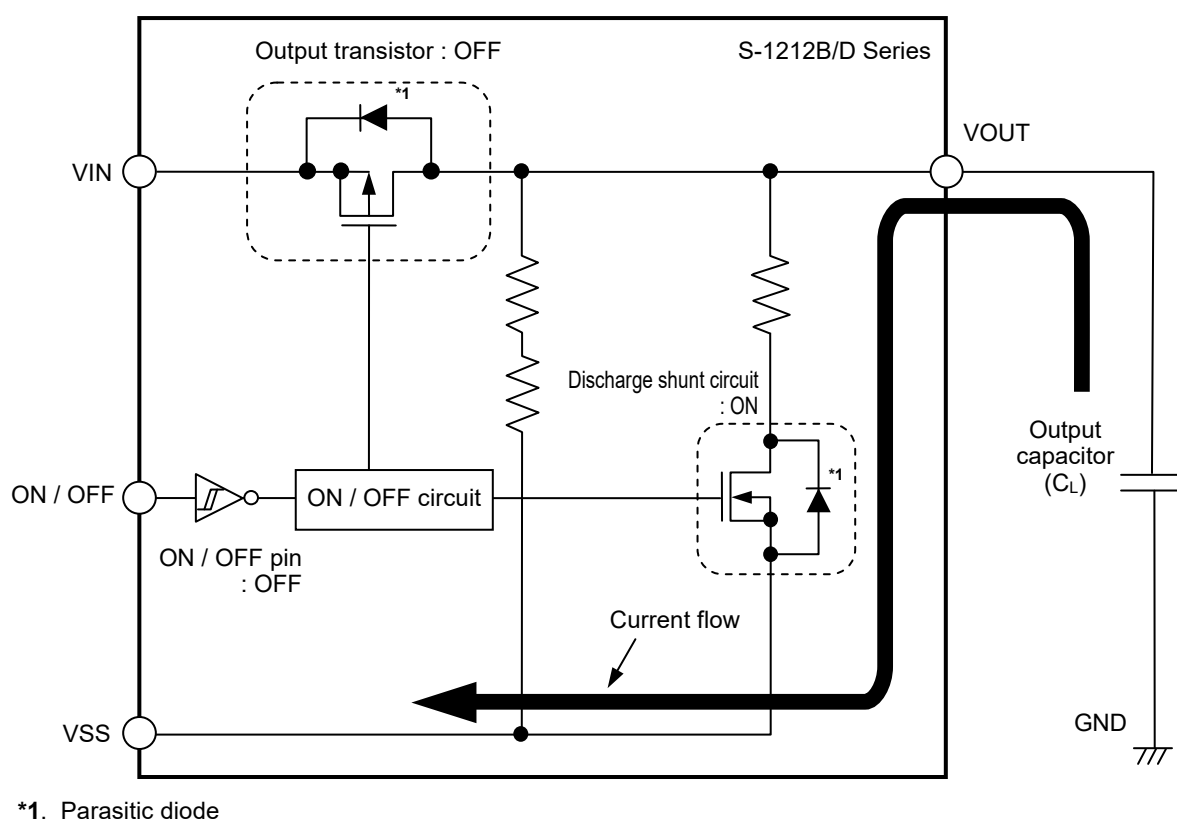 Output transistor : OFF
S-1212B/D Series
*1
VOUT
VIN
Discharge shunt circuit
: ON
*1
Output
capacitor
(CL)
ON / OFF
ON / OFF circuit
ON / OFF pin
: OFF
Current flow
VSS
GND
*1. Parasitic diode